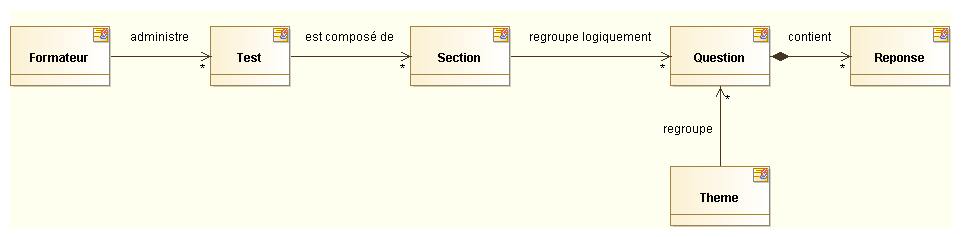 administre
est composé de
regroupe logiquement
contient
Formateur
Test
Section
Question
Reponse
*
*
*
*
*
regroupe
Theme